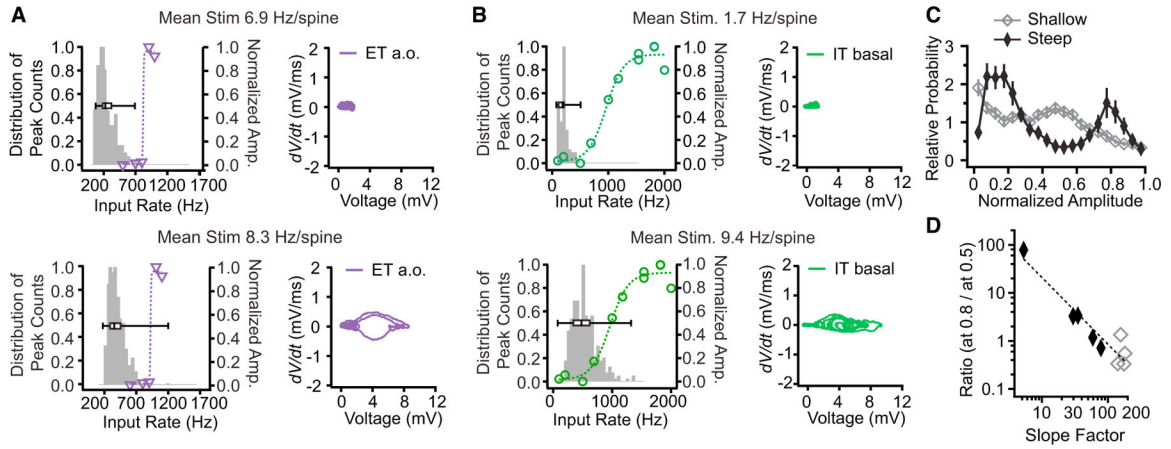 A
Mean Stim 6.9 Hz/spine
Distribution of
Peak Counts
1.0
0.8
0.6
0.4
0.2
0.0
200 700 1200 1700
Input Rate (Hz)
1.0
0.8
0.6
0.4
0.2
0.0
Normalized Amp.
dV/dt (mV/ms)
2
1
0
-1
-2
ET a.o.
0 4 8 12
Voltage (mV)
Mean Stim 8.3 Hz/spine
Distribution of
Peak Counts
1.0
0.8
0.6
0.4
0.2
0.0
200 700 1200 1700
Input Rate (Hz)
1.0
0.8
0.6
0.4
0.2
0.0
Normalized Amp.
dV/dt (mV/ms)
2
1
0
-1
-2
ET a.o.
0 4 8 12
Voltage (mV)
B
Mean Stim. 1.7 Hz/spine
Distribution of
Peak Counts
1.0
0.8
0.6
0.4
0.2
0.0
0 1000 2000
Input Rate (Hz)
1.0
0.8
0.6
0.4
0.2
0.0
Normalized Amp.
dV/dt (mV/ms)
2
1
0
-1
-2
IT basal
0 4 8 12
Voltage (mV)
Mean Stim. 9.4 Hz/spine
Distribution of
Peak Counts
1.0
0.8
0.6
0.4
0.2
0.0
0 1000 2000
Input Rate (Hz)
1.0
0.8
0.6
0.4
0.2
0.0
Normalized Amp.
dV/dt (mV/ms)
2
1
0
-1
-2
IT basal
0 4 8 12
Voltage (mV)
C
Shallow
Steep
Relative Probability
3
2
1
0
0.0 0.2 0.4 0.6 0.8 1.0
Normalized Amplitude
D
Ratio (at 0.8 / at 0.5)
100
10
1
0.1
10 30 100 200
Slope Factor